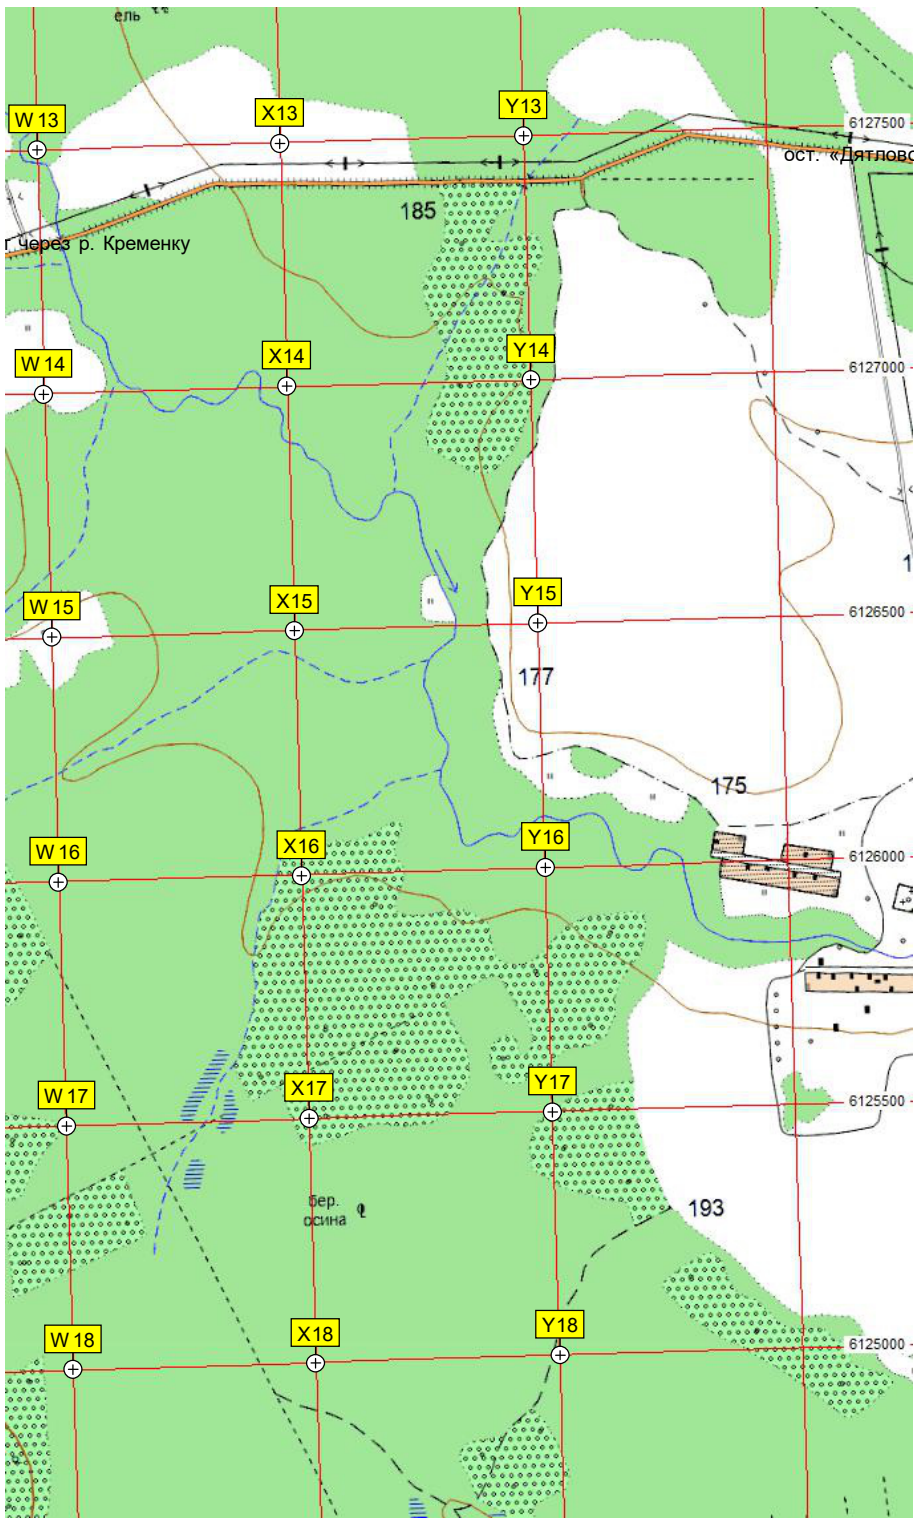 ель
W 13
X13
Y13
6127500
ост. «Дятлово
185
через р. Кременку
W 14
X14
Y14
6127000
W 15
X15
Y15
6126500
177
175
W 16
X16
Y16
6126000
W 17
X17
Y17
6125500
бер.
осина
193
W 18
X18
Y18
6125000